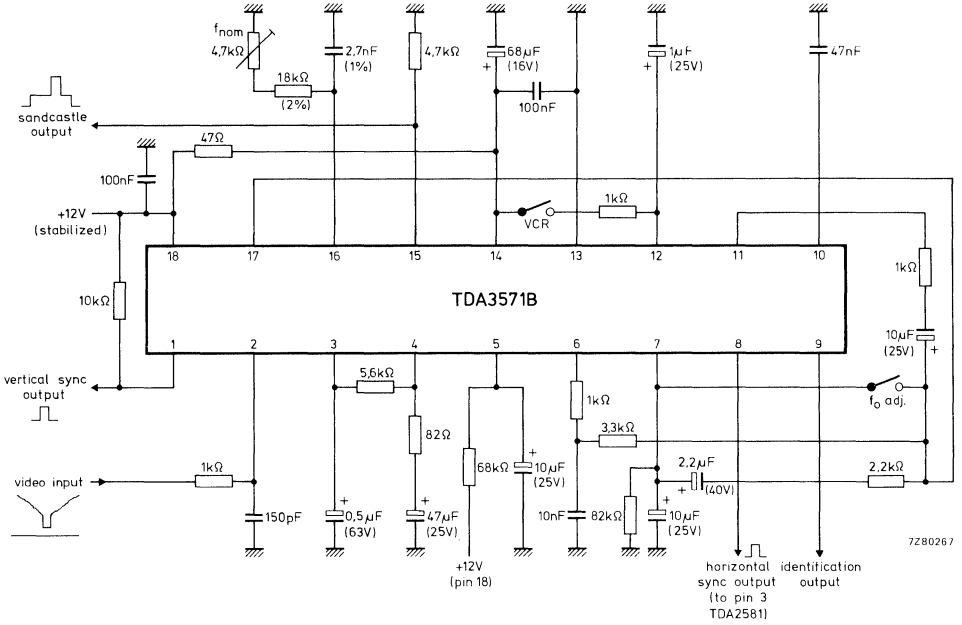 fnom
4,7kΩ
2,7nF
(1%)
4,7kΩ
68µF
(16V)
+
1µF
(25V)
+
47nF
18kΩ
(2%)
100nF
sandcastle
output
47Ω
100nF
+12V
(stabilized)
VCR
1kΩ
18
17
16
15
14
13
12
11
10
1kΩ
10kΩ
TDA3571B
10µF
(25V)
+
1
2
3
4
5
6
7
8
9
vertical sync
output
5,6kΩ
1kΩ
fo adj.
82Ω
3,3kΩ
1kΩ
video input
68kΩ
+
10µF
(25V)
2,2µF
+
(40V)
2,2kΩ
150pF
+
0,5µF
(63V)
+
47µF
(25V)
10nF
82kΩ
+
10µF
(25V)
7Z80267
+12V
(pin 18)
horizontal
sync output
(to pin 3
TDA2581)
identification
output